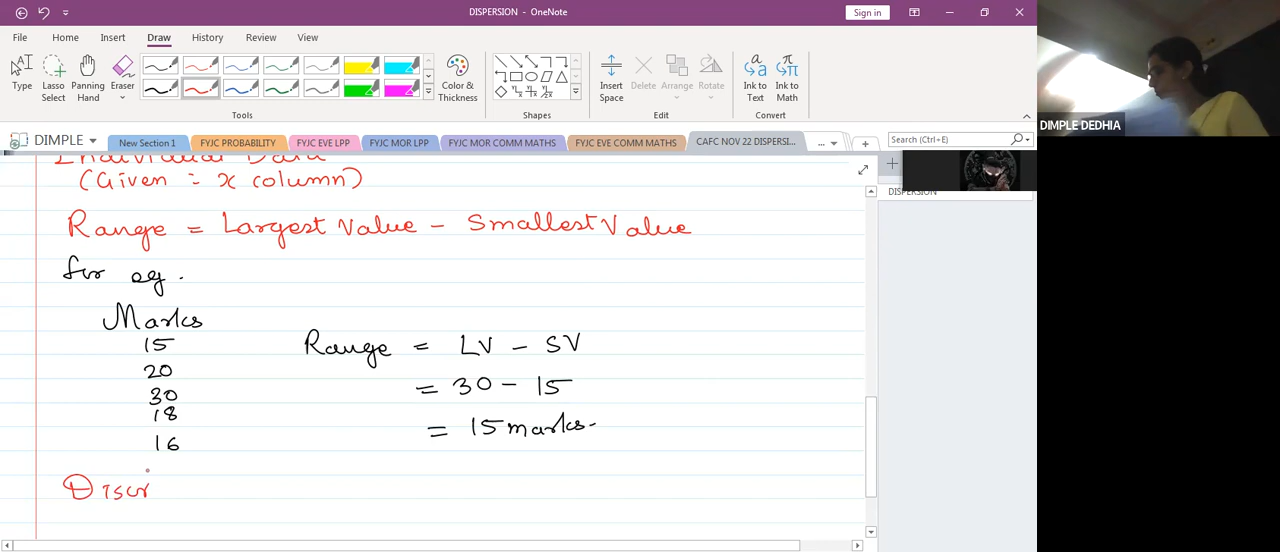 DISPERSION - OneNote
Sign in
File Home Insert Draw History Review View
Type Lasso Select Panning Hand Eraser Color & Thickness Insert Space Delete Arrange Rotate Ink to Text Ink to Math
Tools Shapes Edit Convert
DIMPLE New Section 1 FYJC PROBABILITY FYJC EVE LPP FYJC MOR LPP FYJC MOR COMM MATHS FYJC EVE COMM MATHS CAFC NOV 22 DISPERSI... Search (Ctrl+E)
DIMPLE DEDHIA
DISPERSION
Individual Data
(Given : x column)
Range = Largest Value - Smallest Value
for eg.
Marks
15
20
30
18
16
Range = LV - SV
= 30 - 15
= 15 marks.
Discr